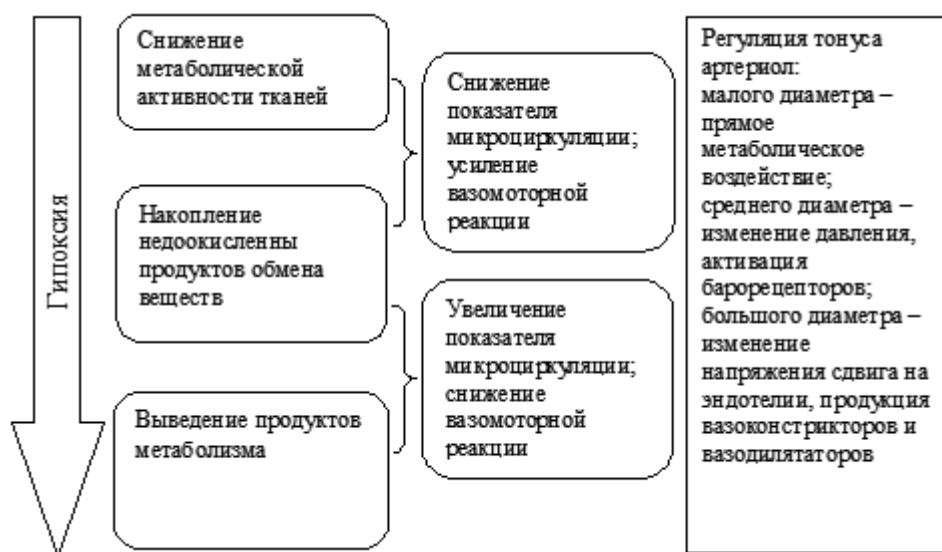 Гипоксия
Снижение
метаболической
активности тканей
Накопление
недоокисленны
продуктов обмена
веществ
Выведение продуктов
метаболизма
Снижение
показателя
микроциркуляции;
усиление
вазомоторной
реакции
Увеличение
показателя
микроциркуляции;
снижение
вазомоторной
реакции
Регуляция тонуса
артериол:
малого диаметра –
прямое
метаболическое
воздействие;
среднего диаметра –
изменение давления,
активация
барорецепторов;
большого диаметра –
изменение
напряжения сдвига на
эндотелии, продукция
вазоконстрикторов и
вазодилятаторов